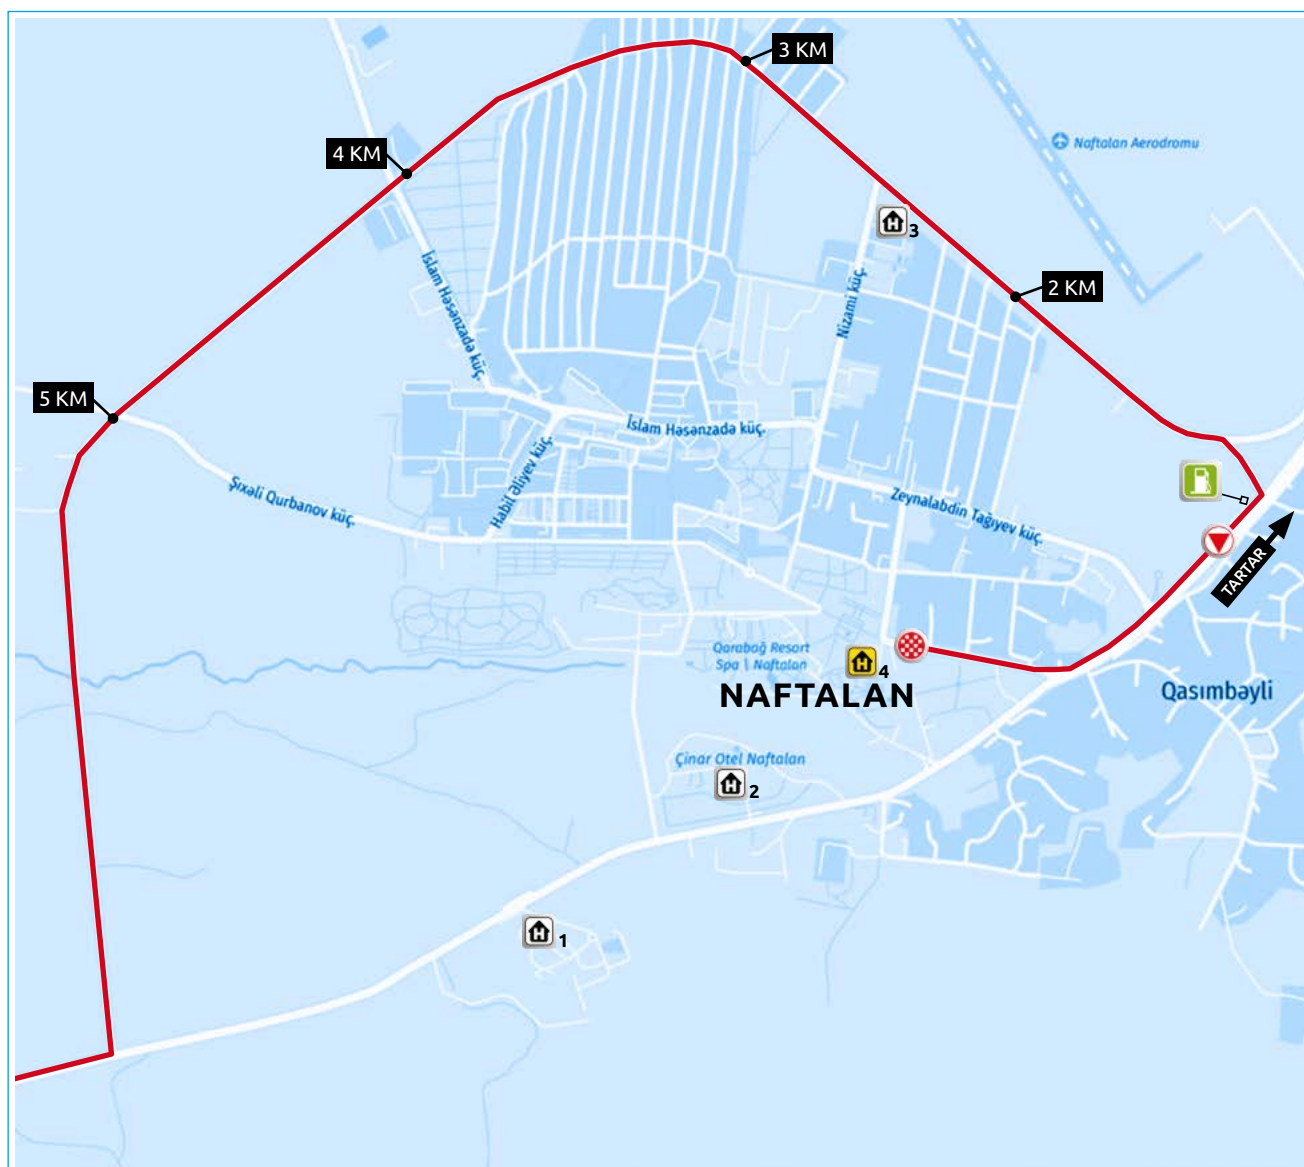 3 KM
Naftalan Aerodromu
4 KM
3
İslam Həsənzadə küç.
Nizami küç.
2 KM
5 KM
İslam Həsənzadə küç.
Şıxəli Qurbanov küç.
Habil Əliyev küç.
Zeynalabdin Tağıyev küç.
TARTAR
Qarabağ Resort
Spa \ Naftalan
4
NAFTALAN
Qasımbəyli
Çinar Otel Naftalan
2
1